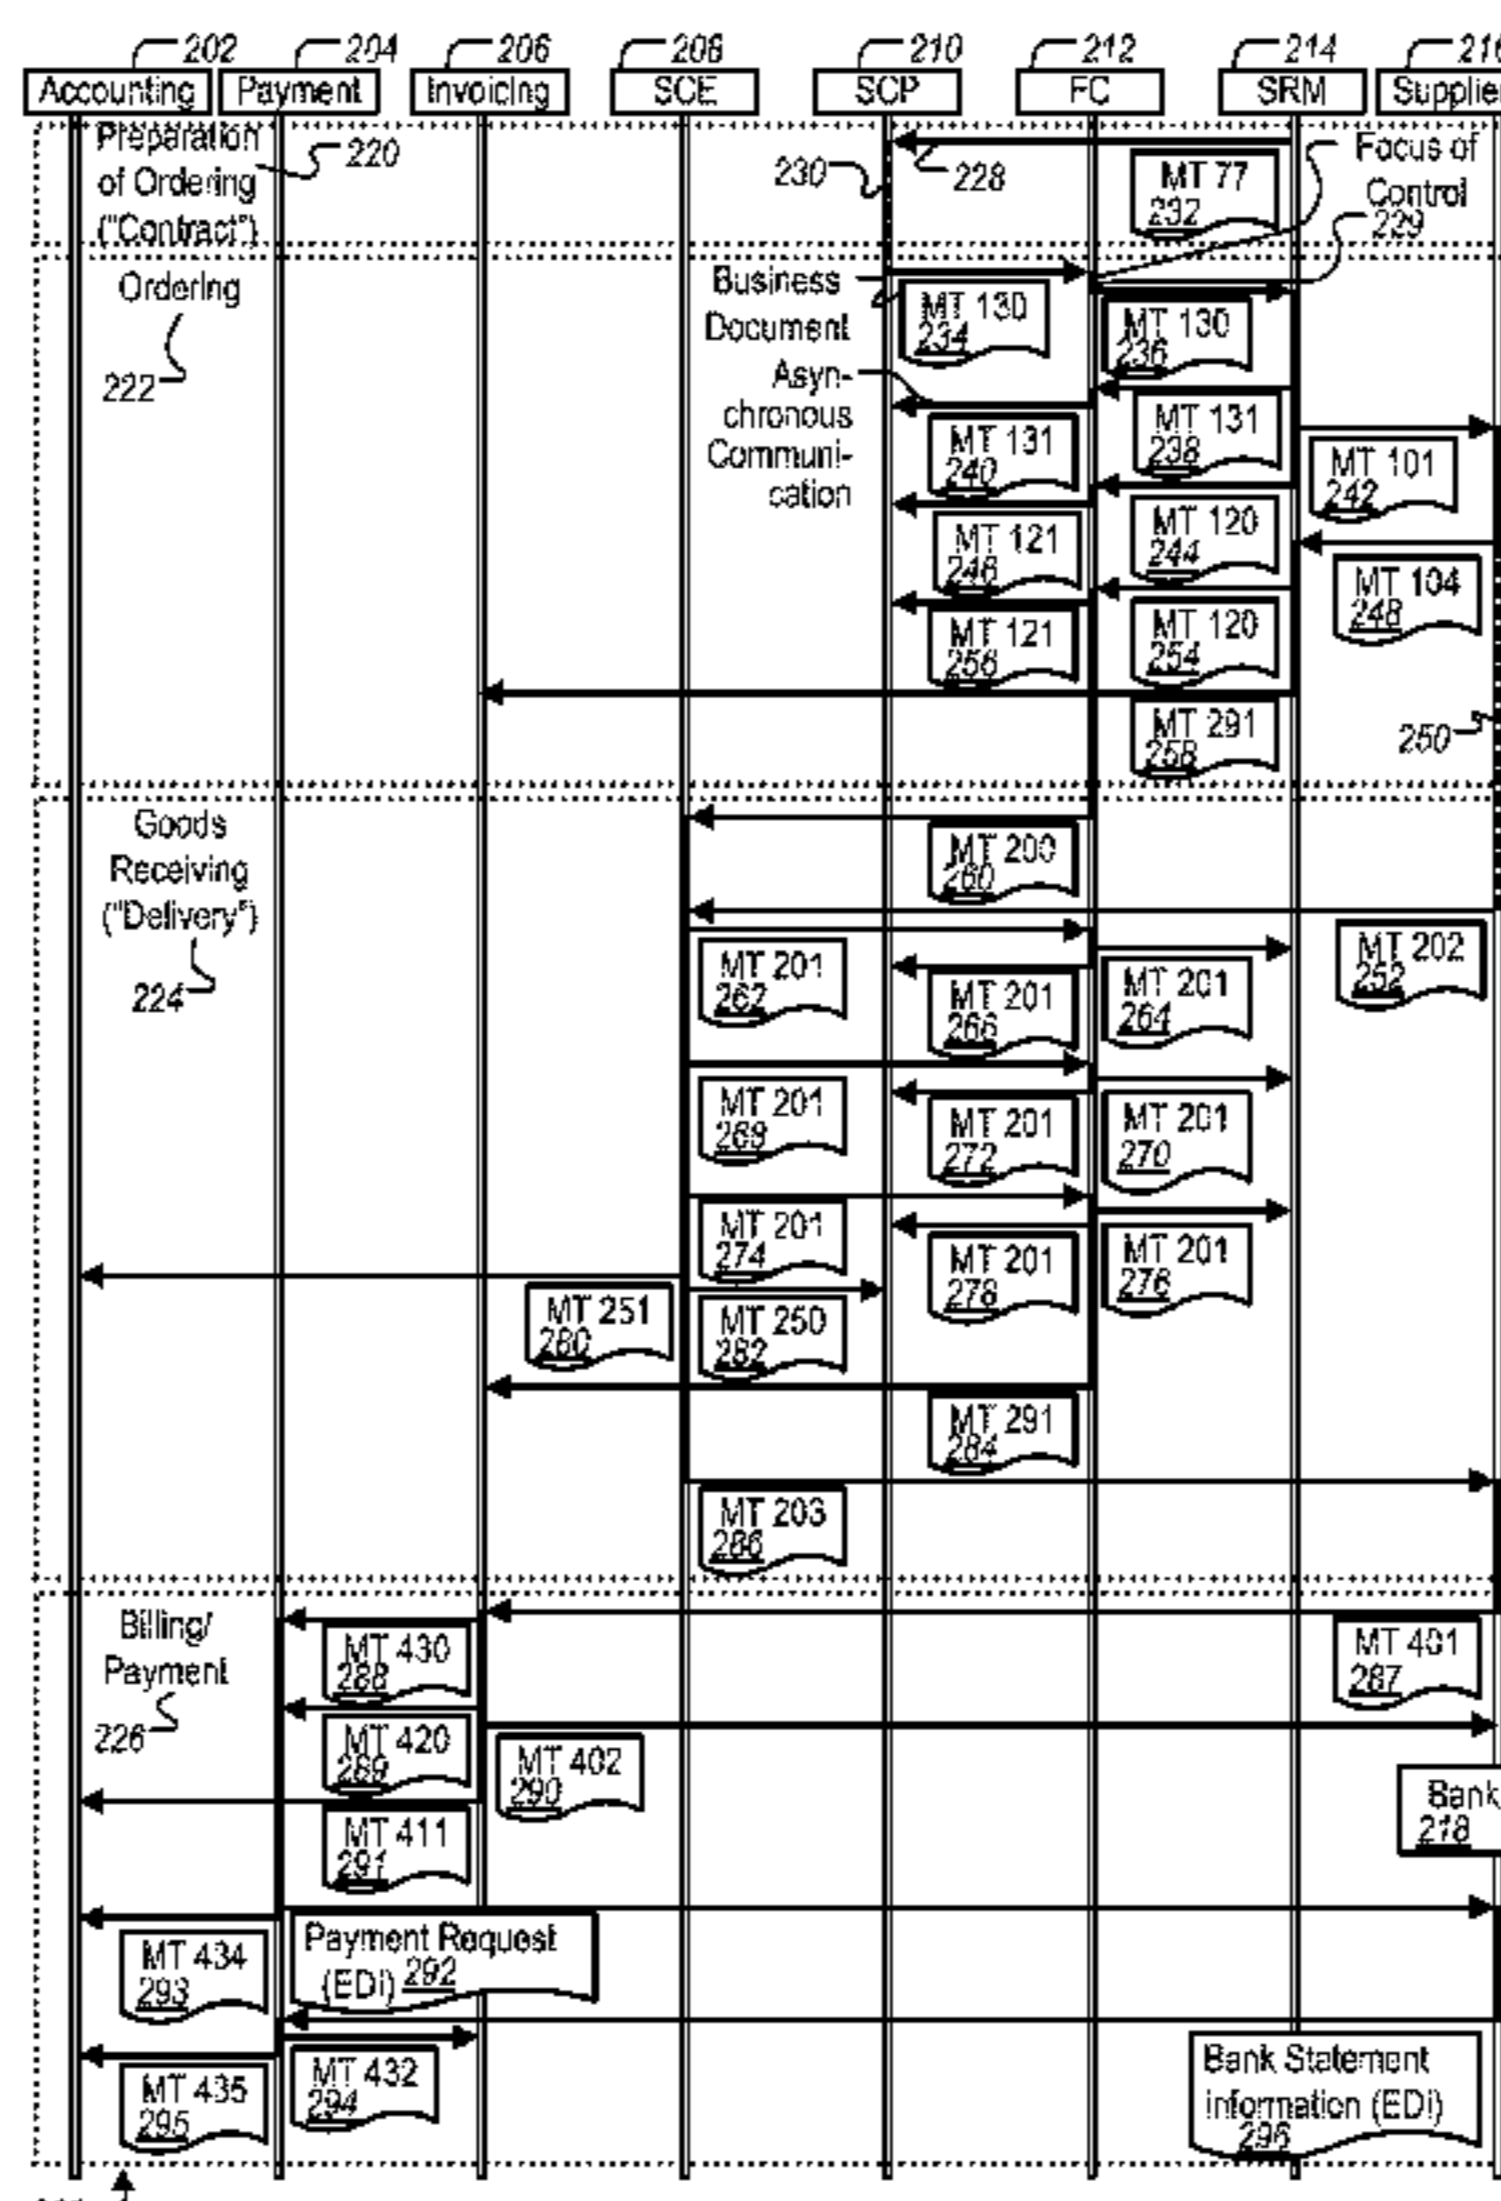 202 204 206 208 210 212 214
Accounting Payment Invoicing SCE SCP FC SRM
Preparation
of Ordering
("Contract")
220
230
228
MT 77
232
Focus of
Control
229
Ordering
222
Business
Document
MT 130
234
MT 130
236
Asyn-
chronous
Communi-
cation
MT 131
240
MT 131
238
MT 101
242
MT 121
246
MT 120
244
MT 104
248
MT 121
256
MT 120
254
MT 291
258
250
Goods
Receiving
("Delivery")
224
MT 200
260
MT 202
252
MT 201
262
MT 201
266
MT 201
264
MT 201
268
MT 201
272
MT 201
270
MT 201
274
MT 201
278
MT 201
276
MT 251
280
MT 250
282
MT 291
284
MT 203
286
Billing/
Payment
226
MT 430
288
MT 401
287
MT 420
289
MT 402
290
Bank
218
MT 411
291
MT 434
293
Payment Request
(EDI) 292
MT 435
295
MT 432
294
Bank Statement
information (EDI)
296